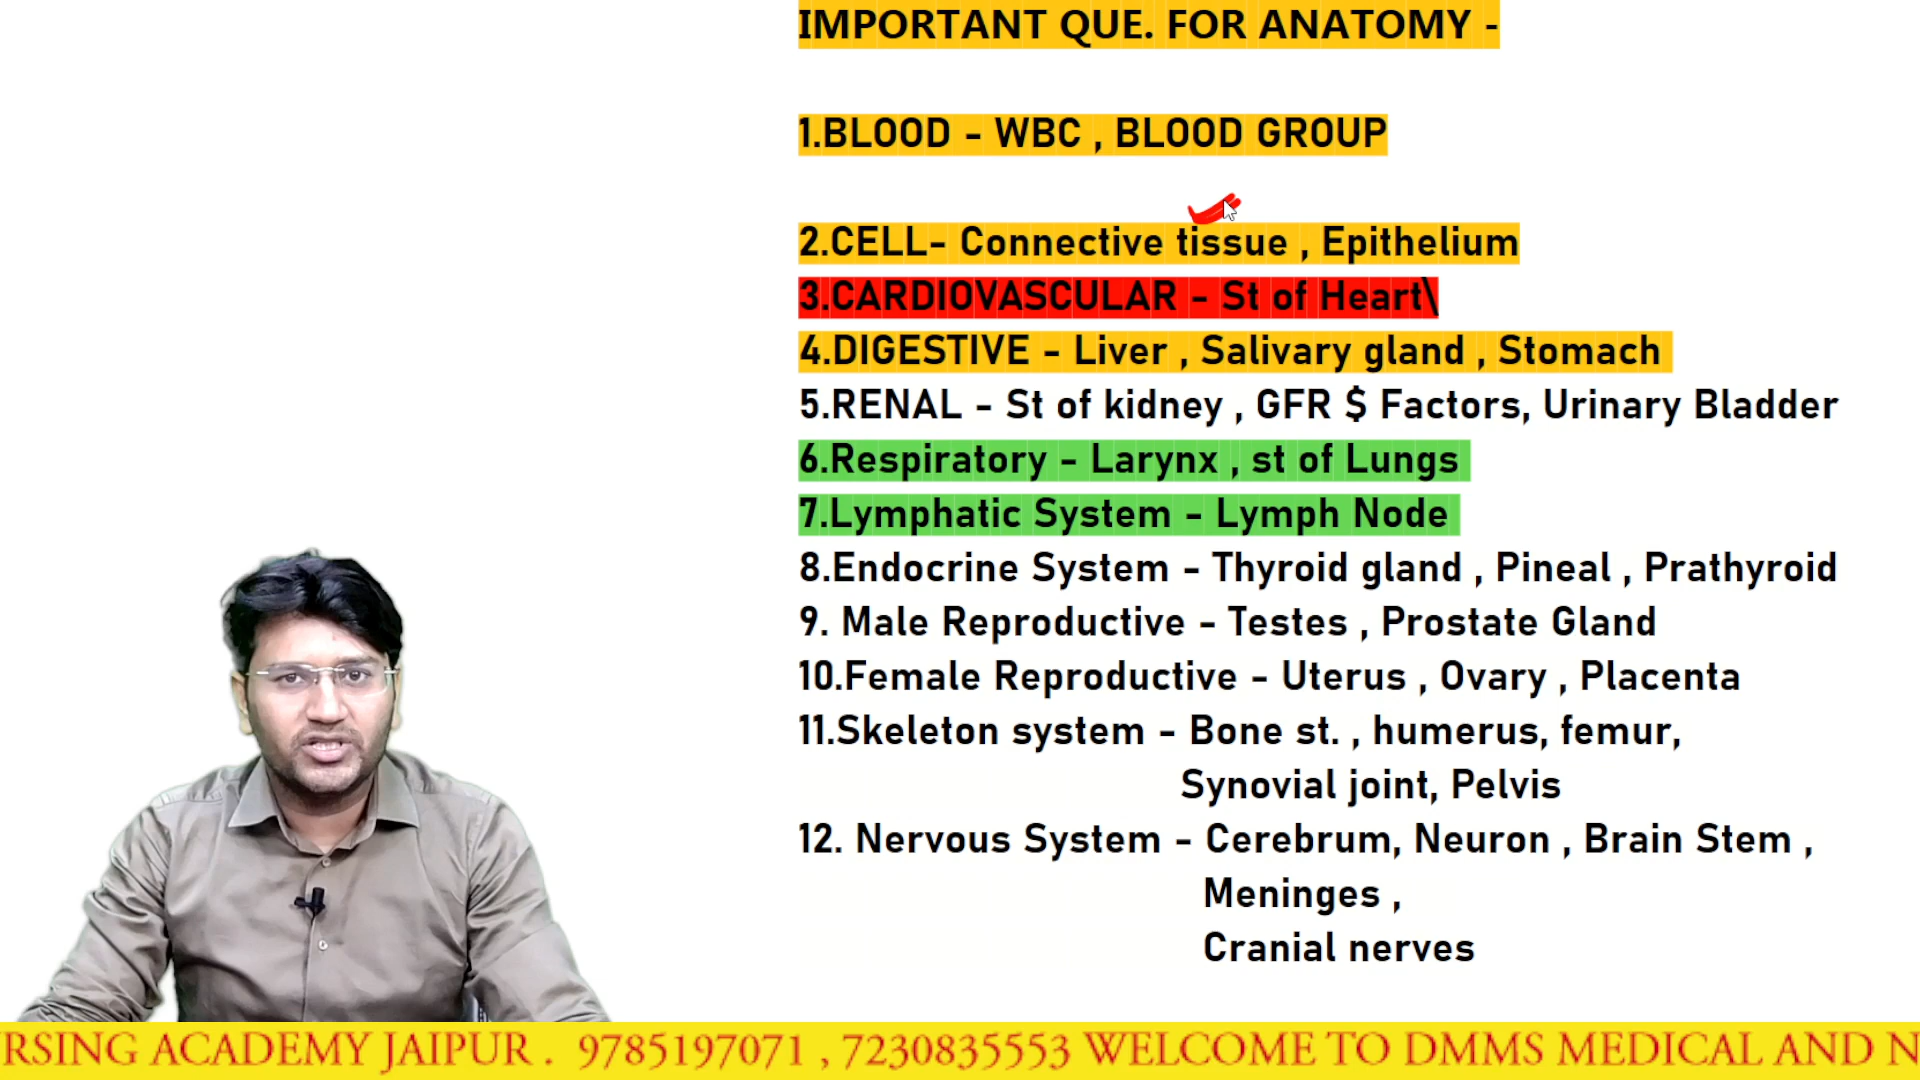 IMPORTANT QUE. FOR ANATOMY -
1.BLOOD - WBC , BLOOD GROUP
2.CELL- Connective tissue , Epithelium
3.CARDIOVASCULAR - St of Heart\
4.DIGESTIVE - Liver , Salivary gland , Stomach
5.RENAL - St of kidney , GFR $ Factors, Urinary Bladder
6.Respiratory - Larynx , st of Lungs
7.Lymphatic System - Lymph Node
8.Endocrine System - Thyroid gland , Pineal , Prathyroid
9. Male Reproductive - Testes , Prostate Gland
10.Female Reproductive - Uterus , Ovary , Placenta
11.Skeleton system - Bone st. , humerus, femur,
Synovial joint, Pelvis
12. Nervous System - Cerebrum, Neuron , Brain Stem ,
Meninges ,
Cranial nerves
RSING ACADEMY JAIPUR . 9785197071 , 7230835553 WELCOME TO DMMS MEDICAL AND N